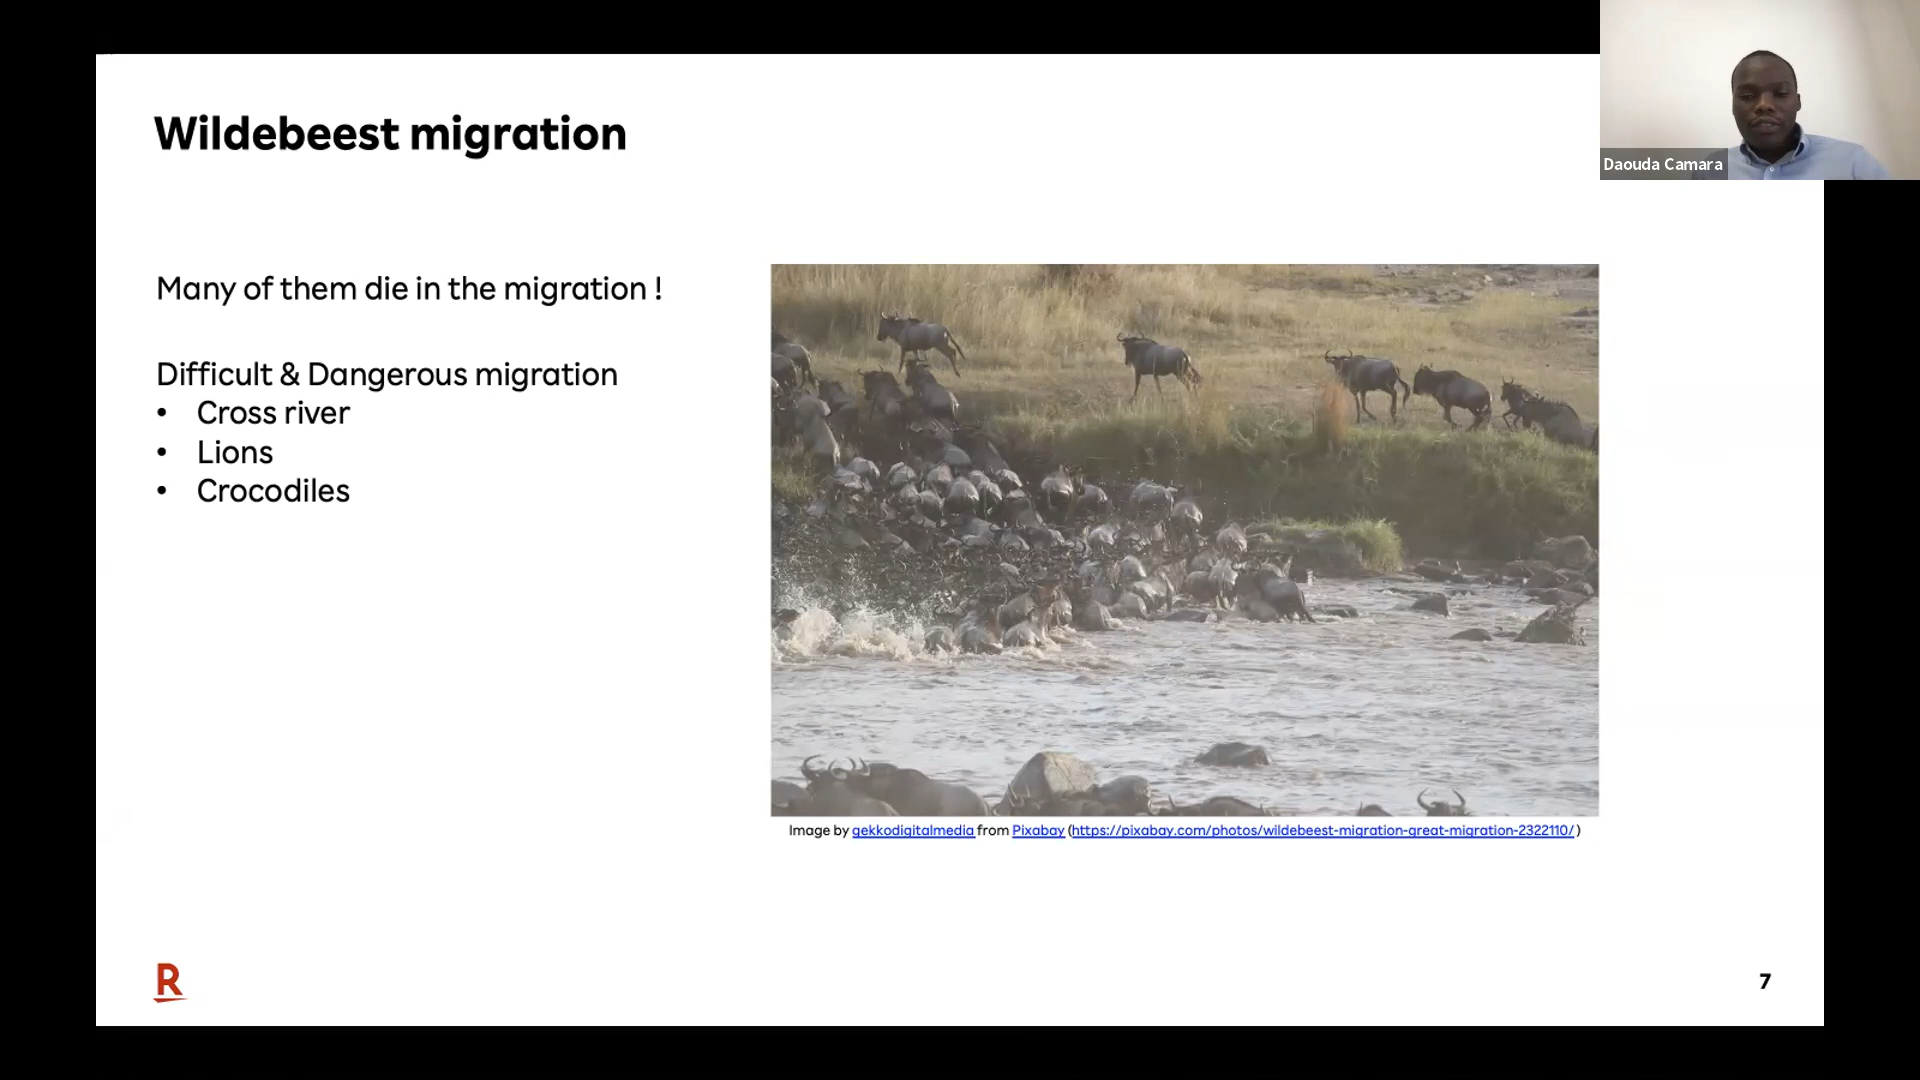 Wildebeest migration
Daouda Camara
Many of them die in the migration !
Difficult & Dangerous migration
• Cross river
• Lions
• Crocodiles
Image by gekkodigitalmedia from Pixabay (https://pixabay.com/photos/wildebeest-migration-great-migration-2322110/)
R
7